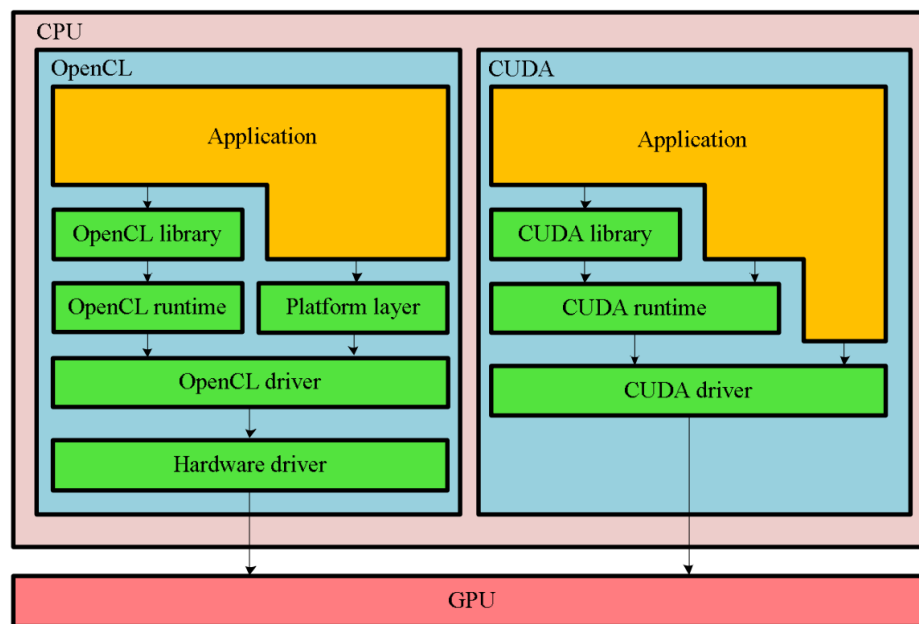 CPU
OpenCL
Application
OpenCL library
OpenCL runtime
Platform layer
OpenCL driver
Hardware driver
CUDA
Application
CUDA library
CUDA runtime
CUDA driver
GPU